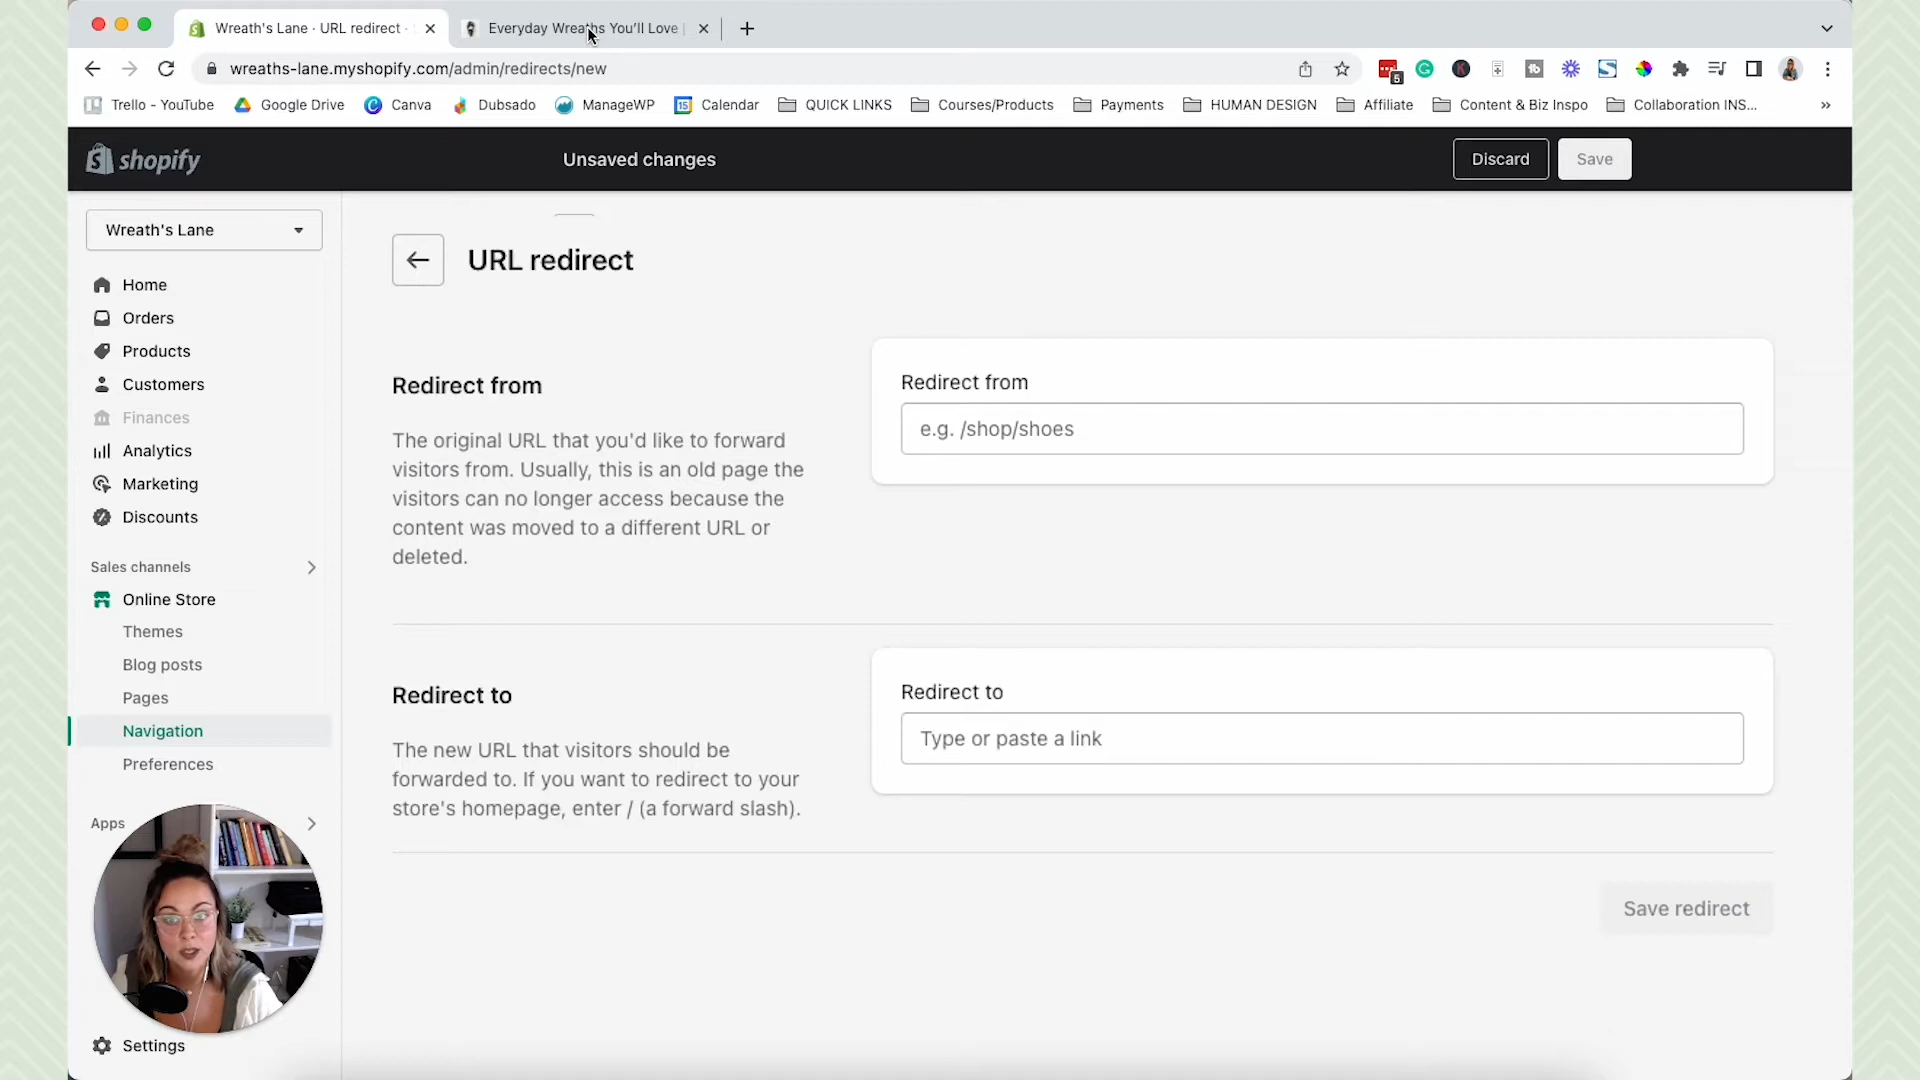 Wreath's Lane · URL redirect ·
Everyday Wreaths You'll Love
wreaths-lane.myshopify.com/admin/redirects/new
5
Trello - YouTube
Google Drive
Canva
Dubsado
ManageWP
15
Calendar
QUICK LINKS
Courses/Products
Payments
HUMAN DESIGN
Affiliate
Content & Biz Inspo
Collaboration INS...
»
shopify
Unsaved changes
Discard
Save
Wreath's Lane
URL redirect
Home
Orders
Products
Customers
Finances
Analytics
Marketing
Discounts
Sales channels
Online Store
Themes
Blog posts
Pages
Navigation
Preferences
Apps
Settings
Redirect from
The original URL that you'd like to forward
visitors from. Usually, this is an old page the
visitors can no longer access because the
content was moved to a different URL or
deleted.
Redirect from
e.g. /shop/shoes
Redirect to
The new URL that visitors should be
forwarded to. If you want to redirect to your
store's homepage, enter / (a forward slash).
Redirect to
Type or paste a link
Save redirect